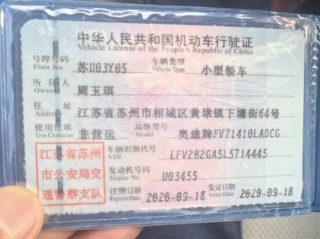 中华人民共和国机动车行驶证
Vehicle License of the People's Republic of China
号牌号码 苏U03Y05 车辆类型 小型轿车
Plate No. Vehicle Type
所有人 周玉琪
Owner
住址 江苏省苏州市相城区黄埭镇下塘街64号
Address
使用性质 非营运 品牌型号 奥迪牌FV71410LADCG
Use Character Model
江苏省苏州市公安局交通警察支队
车辆识别代号 LFV2B2GA5L5714445
VIN
发动机号码 U03455
Engine No.
注册日期 2020-09-18 发证日期 2020-09-18
Register Date Issue Date